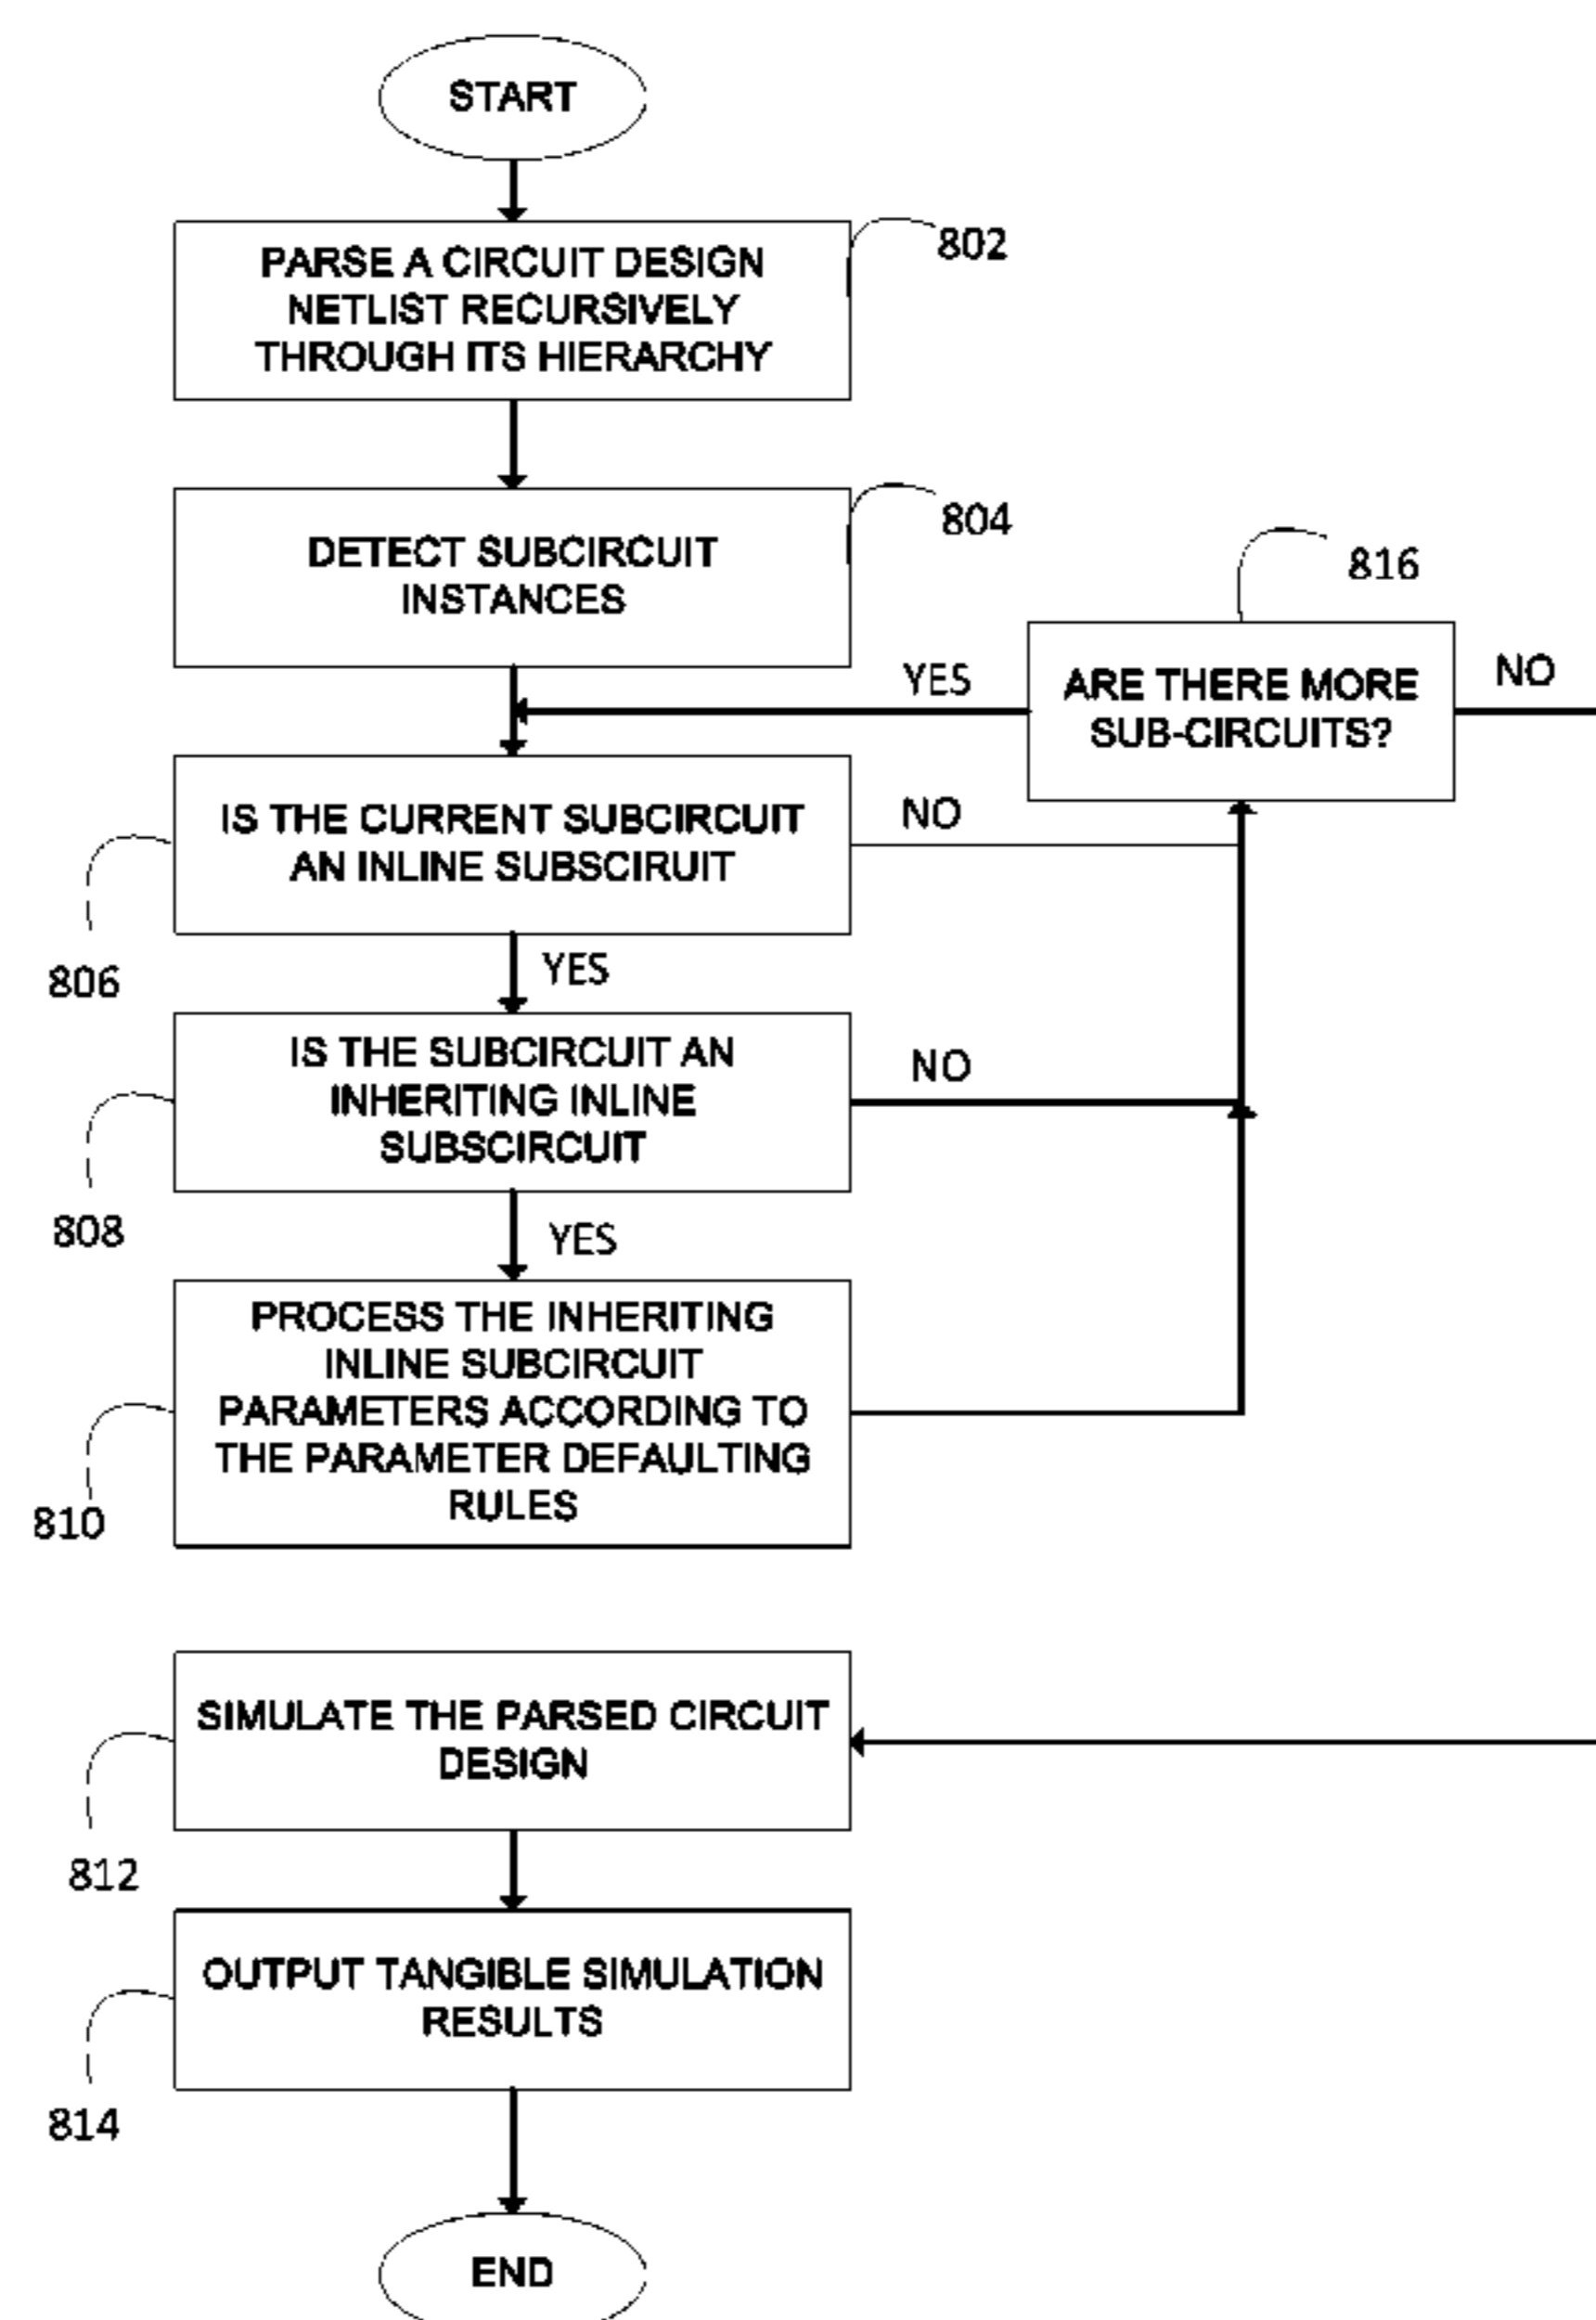 START
PARSE A CIRCUIT DESIGN
NETLIST RECURSIVELY
THROUGH ITS HIERARCHY
802
DETECT SUBCIRCUIT
INSTANCES
804
816
ARE THERE MORE
SUB-CIRCUITS?
YES
NO
IS THE CURRENT SUBCIRCUIT
AN INLINE SUBSCIRUIT
NO
806
YES
IS THE SUBCIRCUIT AN
INHERITING INLINE
SUBSCIRCUIT
NO
808
YES
PROCESS THE INHERITING
INLINE SUBCIRCUIT
PARAMETERS ACCORDING TO
THE PARAMETER DEFAULTING
RULES
810
SIMULATE THE PARSED CIRCUIT
DESIGN
812
OUTPUT TANGIBLE SIMULATION
RESULTS
814
END